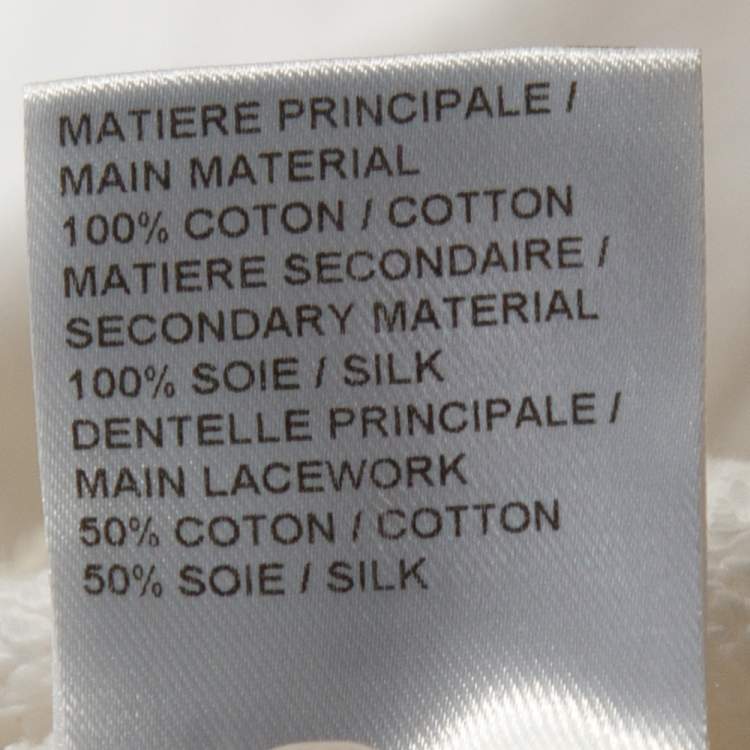 MATIERE PRINCIPALE /
MAIN MATERIAL
100% COTON / COTTON
MATIERE SECONDAIRE /
SECONDARY MATERIAL
100% SOIE / SILK
DENTELLE PRINCIPALE /
MAIN LACEWORK
50% COTON / COTTON
50% SOIE / SILK